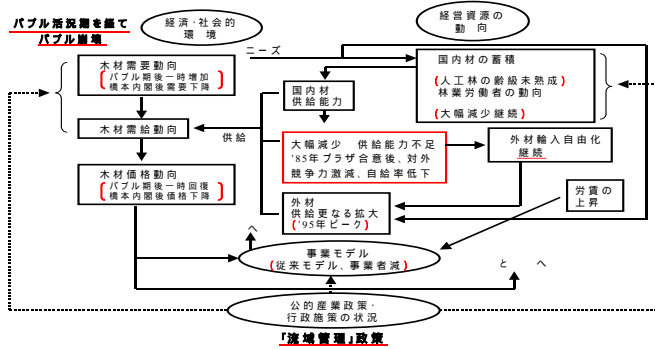 バブル活況期を経て
バブル崩壊
経済･社会的
環境
経営資源の
動向
ニーズ
木材需要動向
(バブル期後一時増加
橋本内閣後需要下降)
国内材
供給能力
国内材の蓄積
(人工林の齢級未熟成)
林業労働者の動向
(大幅減少継続)
木材需給動向
供給
大幅減少 供給能力不足
'85年プラザ合意後、対外
競争力激減、自給率低下
外材輸入自由化
継続
木材価格動向
(バブル期後一時回復
橋本内閣後価格下降)
外材
供給更なる拡大
('95年ピーク)
労賃の
上昇
へ
事業モデル
(従来モデル、事業者減)
と へ
公的産業政策･
行政施策の状況
「流域管理」政策